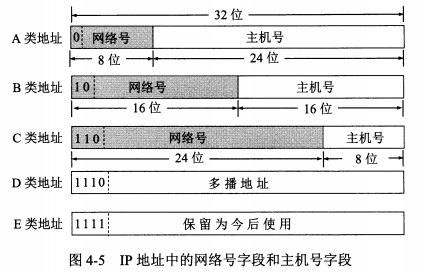 32 位
A 类地址 0 网络号 主机号
8 位 24 位
B 类地址 10 网络号 主机号
16 位 16 位
C 类地址 110 网络号 主机号
24 位 8 位
D 类地址 1110 多播地址
E 类地址 1111 保留为今后使用
图 4-5 IP 地址中的网络号字段和主机号字段